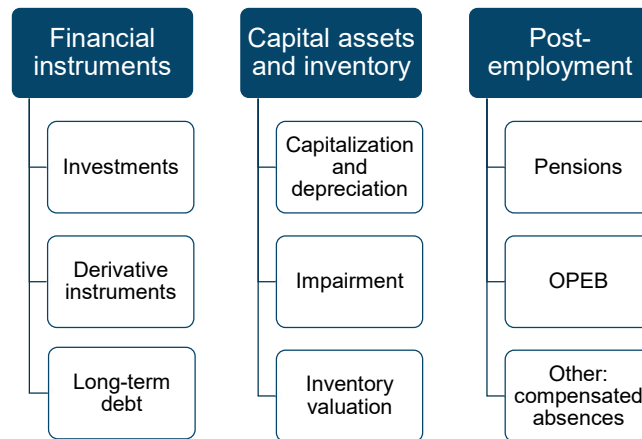 Financial
instruments
Investments
Derivative
instruments
Long-term
debt
Capital assets
and inventory
Capitalization
and
depreciation
Impairment
Inventory
valuation
Post-
employment
Pensions
OPEB
Other:
compensated
absences